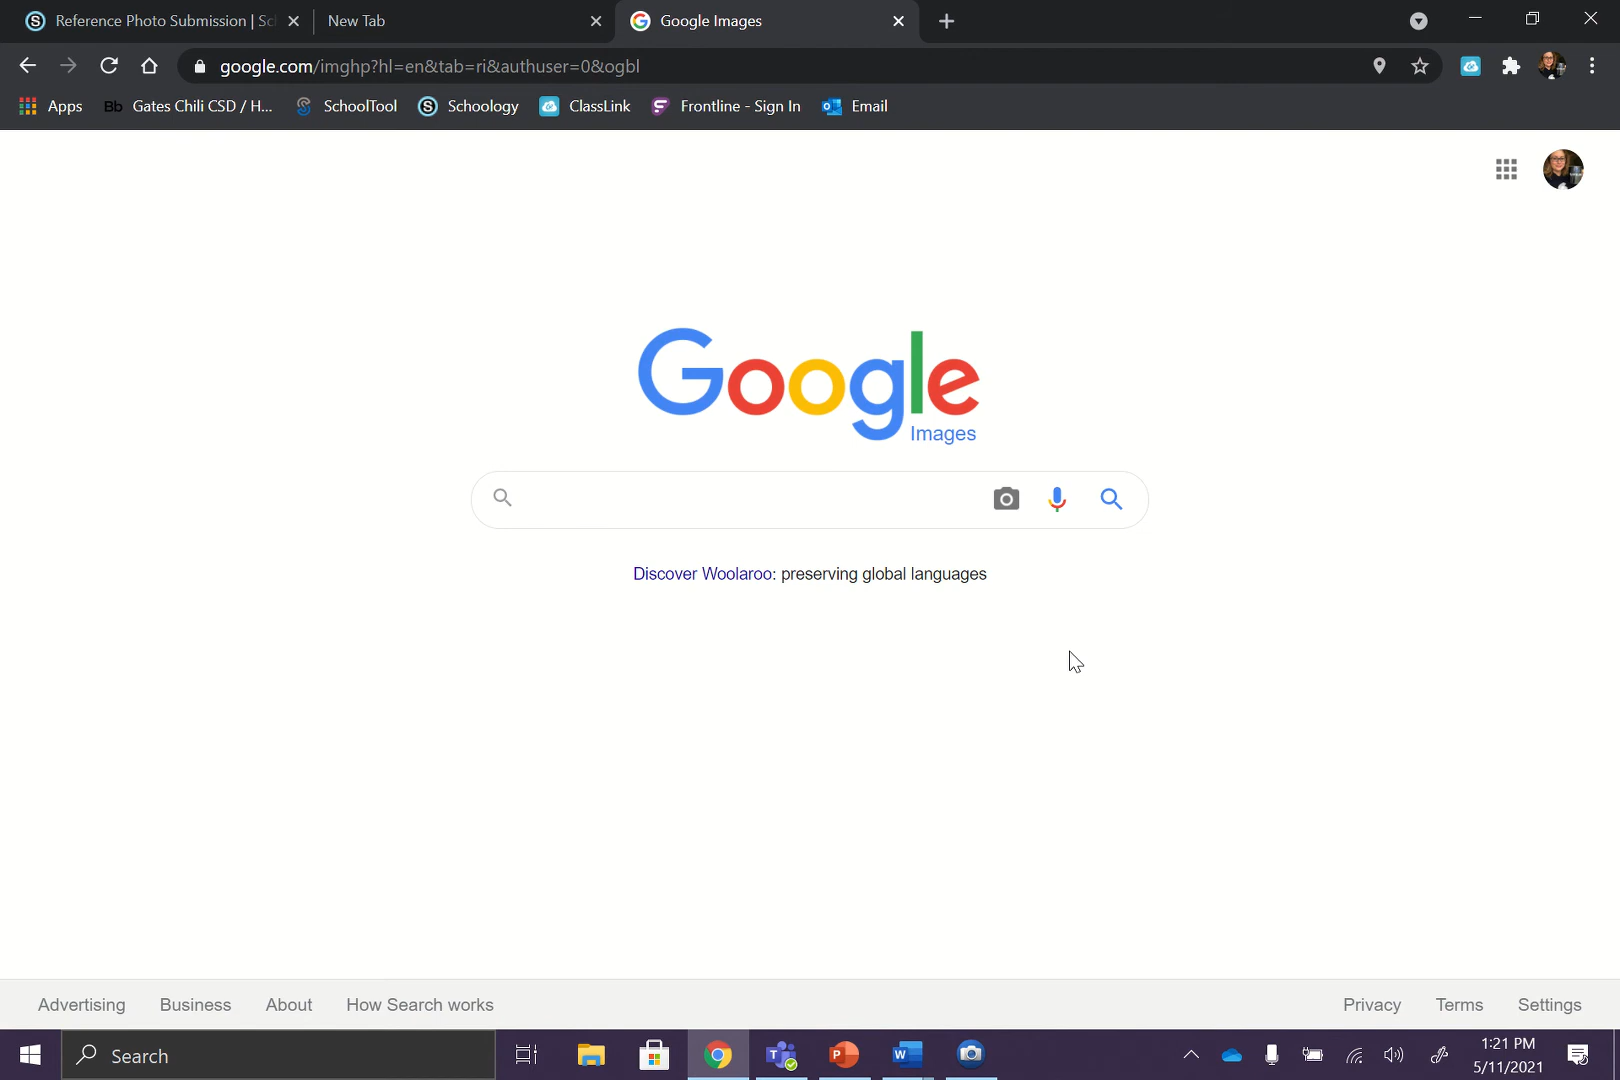 Reference Photo Submission | Sc
New Tab
Google Images
google.com/imghp?hl=en&tab=ri&authuser=0&ogbl
Apps
Bb Gates Chili CSD / H...
SchoolTool
Schoology
ClassLink
Frontline - Sign In
Email
Google
Images
Discover Woolaroo: preserving global languages
Advertising
Business
About
How Search works
Privacy
Terms
Settings
Search
1:21 PM
5/11/2021